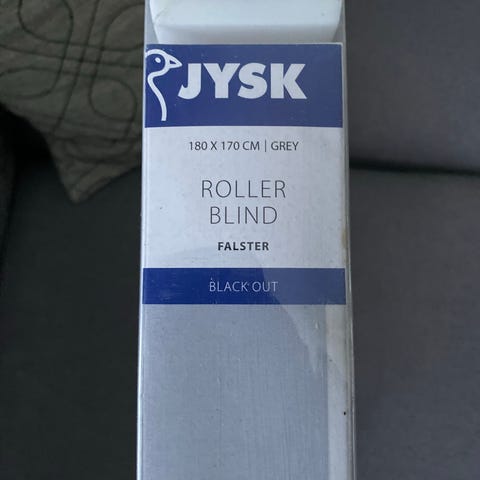 JYSK
180 X 170 CM | GREY
ROLLER
BLIND
FALSTER
BLACK OUT